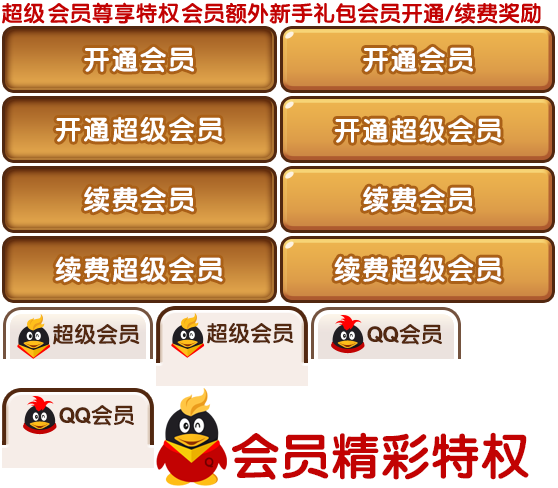 超级会员尊享特权 会员额外新手礼包会员开通/续费奖励
开通会员 开通会员
开通超级会员 开通超级会员
续费会员 续费会员
续费超级会员 续费超级会员
超级会员 超级会员 QQ会员
QQ会员
会员精彩特权